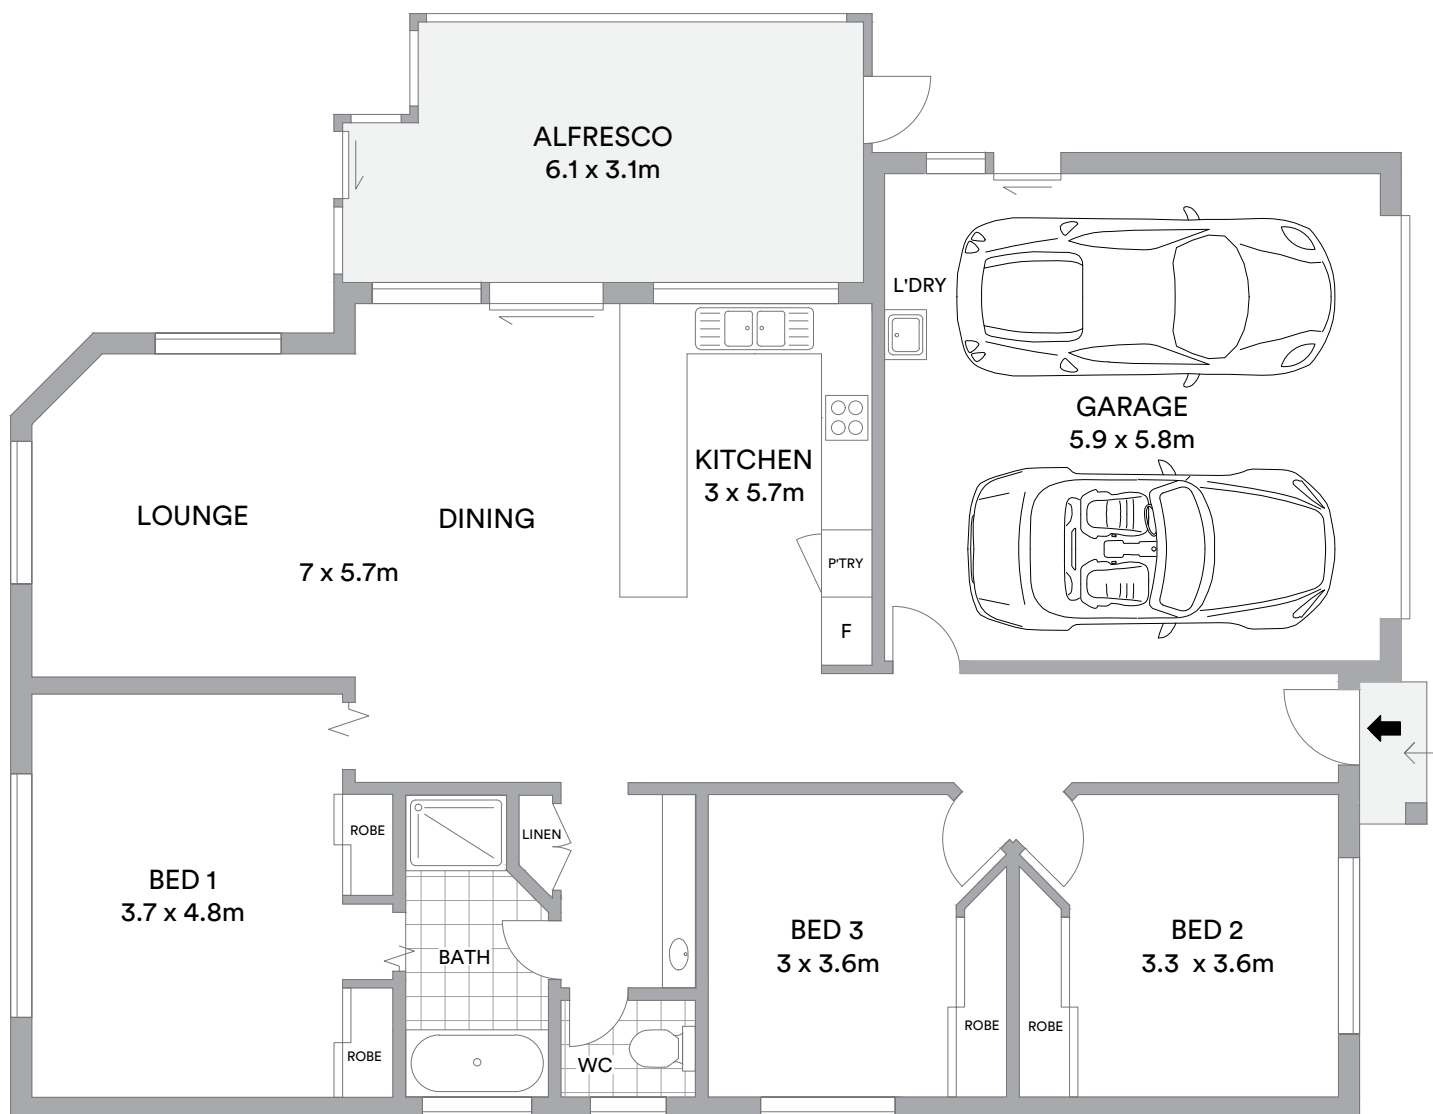 ALFRESCO
6.1 x 3.1m
L'DRY
GARAGE
5.9 x 5.8m
KITCHEN
3 x 5.7m
LOUNGE
DINING
7 x 5.7m
P'TRY
F
ROBE
LINEN
BED 1
3.7 x 4.8m
BATH
BED 3
3 x 3.6m
BED 2
3.3 x 3.6m
ROBE
ROBE
ROBE
WC